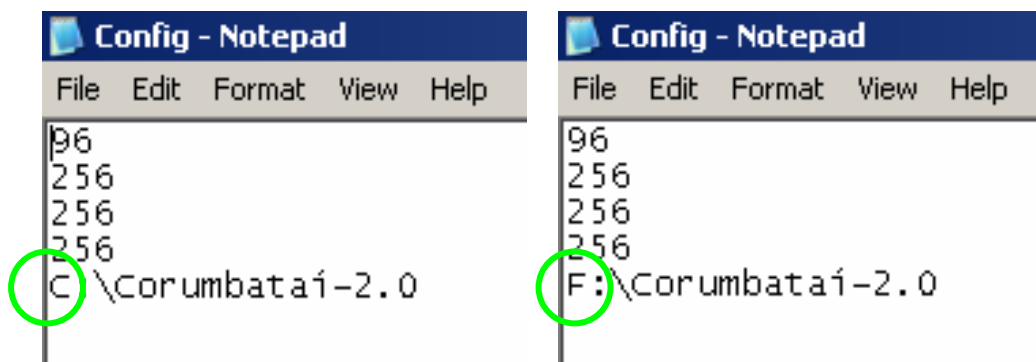 Config - Notepad
File Edit Format View Help
96
256
256
256
C:\Corumbataí-2.0
Config - Notepad
File Edit Format View Help
96
256
256
256
F:\Corumbataí-2.0